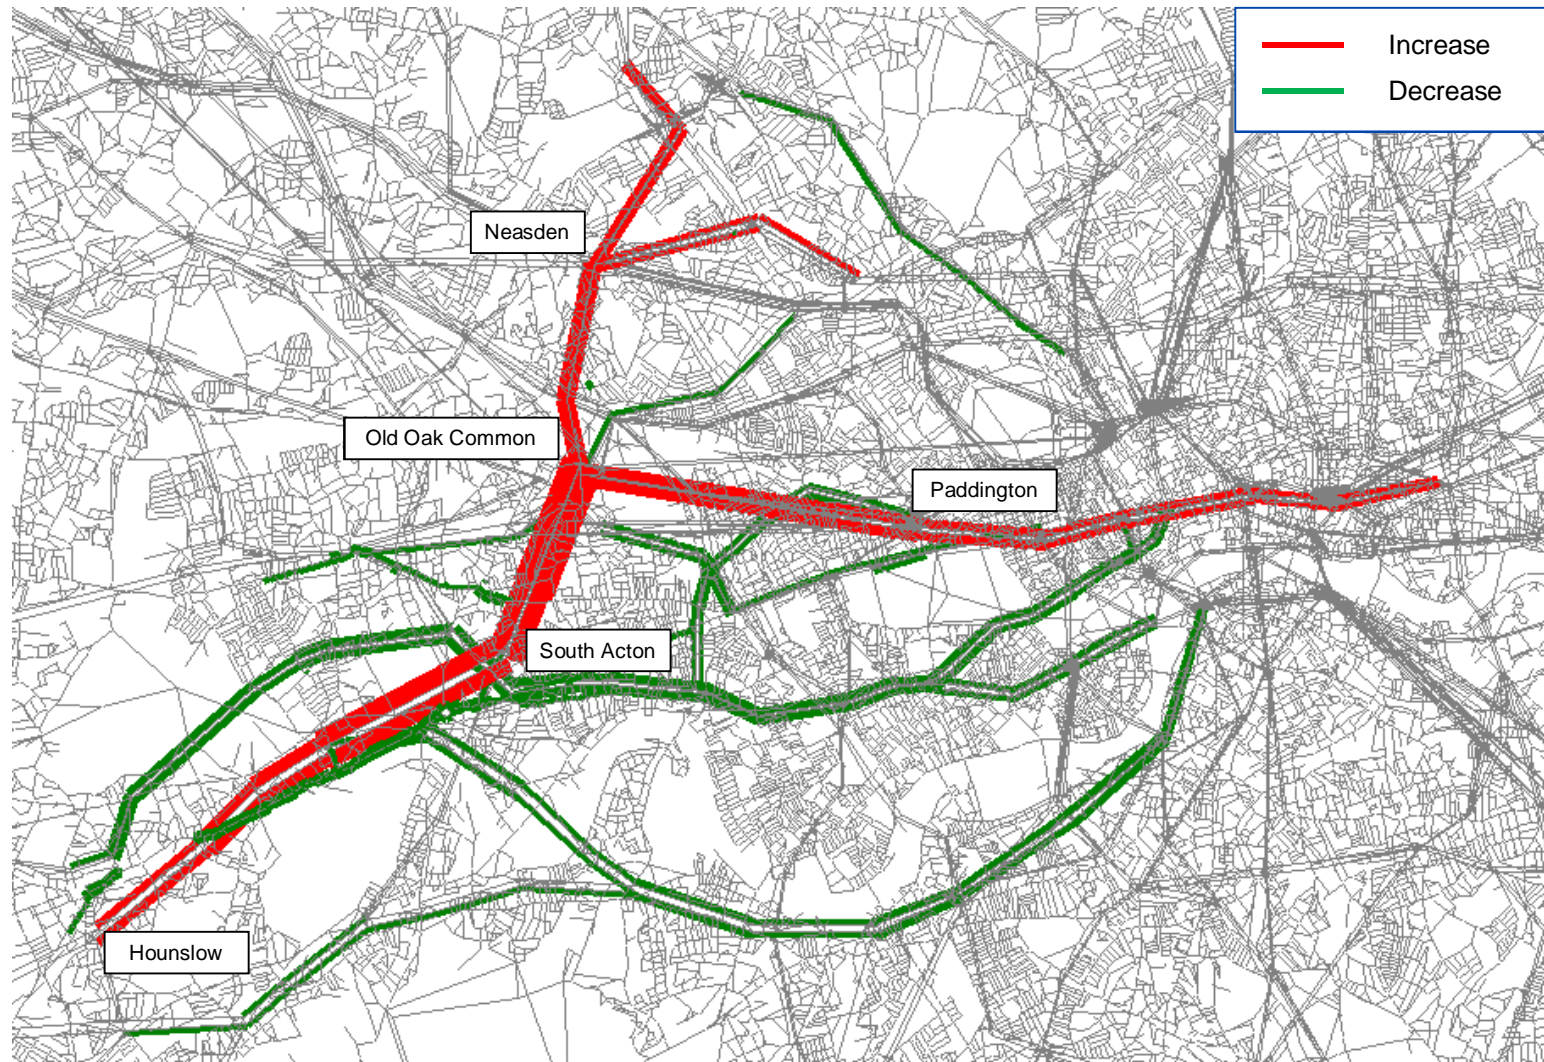 Increase
Decrease
Neasden
Old Oak Common
Paddington
South Acton
Hounslow